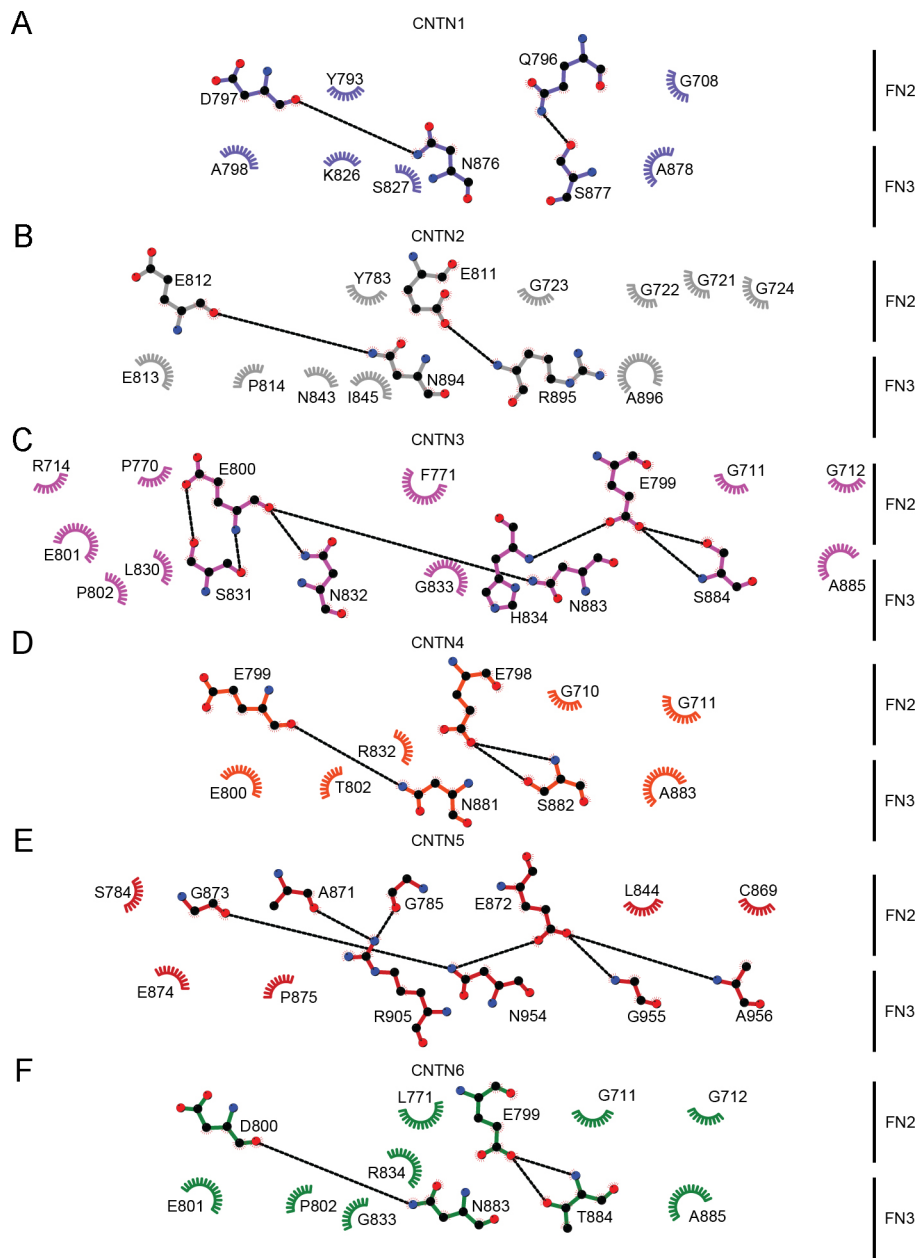 A
CNTN1
D797
Y793
Q796
G708
FN2
A798
K826
S827
N876
S877
A878
FN3
B
CNTN2
E812
Y783
E811
G723
G722
G721
G724
FN2
E813
P814
N843
I845
N894
R895
A896
FN3
C
CNTN3
R714
P770
E800
F771
E799
G711
G712
FN2
E801
P802
L830
S831
N832
G833
H834
N883
S884
A885
FN3
D
CNTN4
E799
E798
G710
G711
FN2
E800
T802
R832
N881
S882
A883
FN3
E
CNTN5
S784
G873
A871
G785
E872
L844
C869
FN2
E874
P875
R905
N954
G955
A956
FN3
F
CNTN6
D800
L771
E799
G711
G712
FN2
E801
P802
G833
R834
N883
T884
A885
FN3